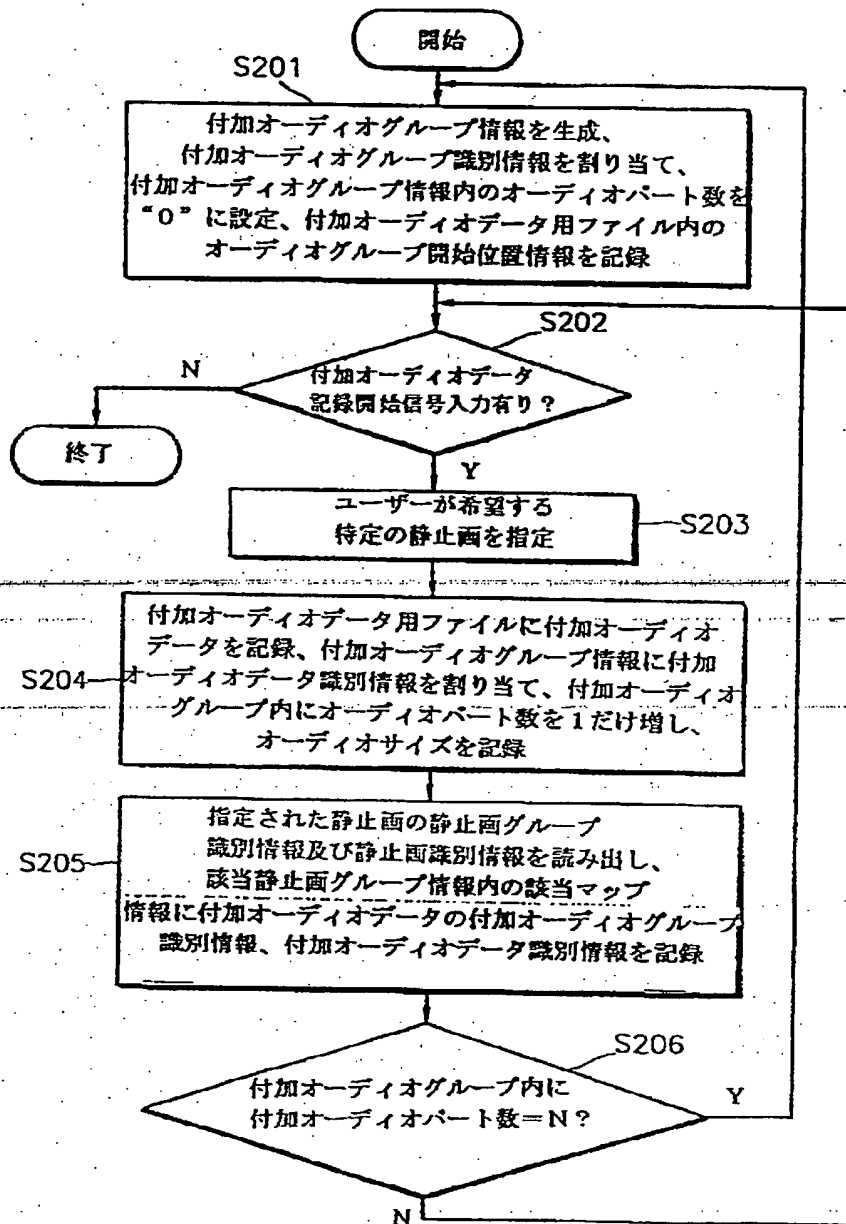 開始
S201
付加オーディオグループ情報を生成、
付加オーディオグループ識別情報を割り当て、
付加オーディオグループ情報内のオーディオパート数を
“0”に設定、付加オーディオデータ用ファイル内の
オーディオグループ開始位置情報を記録
S202
付加オーディオデータ
記録開始信号入力有り？
N
終了
Y
ユーザーが希望する
特定の静止画を指定
S203
付加オーディオデータ用ファイルに付加オーディオ
データを記録、付加オーディオグループ情報に付加
オーディオデータ識別情報を割り当て、付加オーディオ
グループ内にオーディオパート数を1だけ増し、
オーディオサイズを記録
S204
指定された静止画の静止画グループ
識別情報及び静止画識別情報を読み出し、
該当静止画グループ情報内の該当マップ
情報に付加オーディオデータの付加オーディオグループ
識別情報、付加オーディオデータ識別情報を記録
S205
S206
付加オーディオグループ内に
付加オーディオパート数＝N？
Y
N